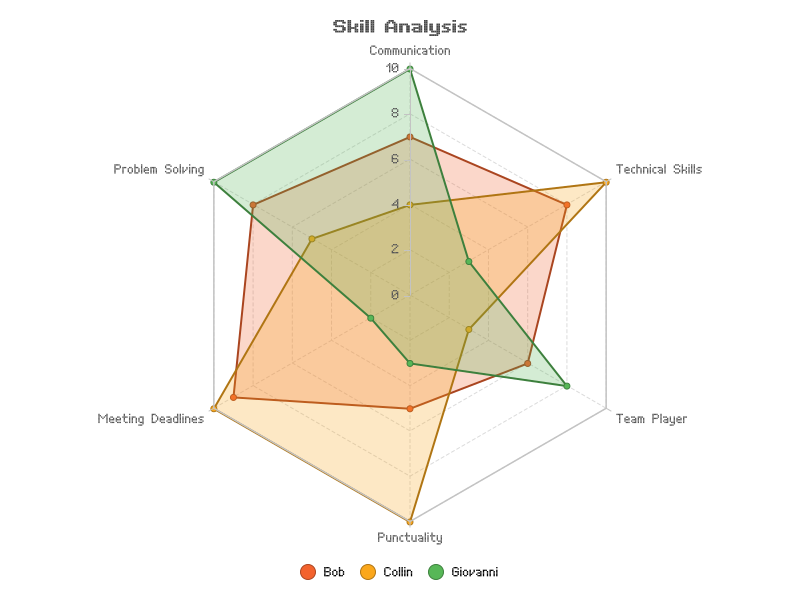 Skill Analysis
Communication
10
8
6
4
2
0
Problem Solving
Technical Skills
Meeting Deadlines
Team Player
Punctuality
Bob Collin Giovanni